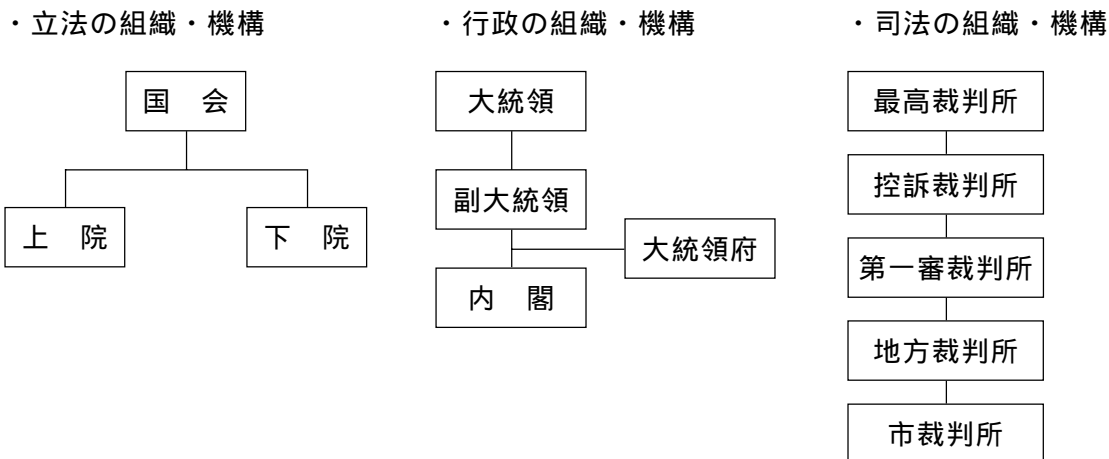 ・立法の組織・機構
国　会
上　院
下　院
・行政の組織・機構
大統領
副大統領
大統領府
内　閣
・司法の組織・機構
最高裁判所
控訴裁判所
第一審裁判所
地方裁判所
市裁判所